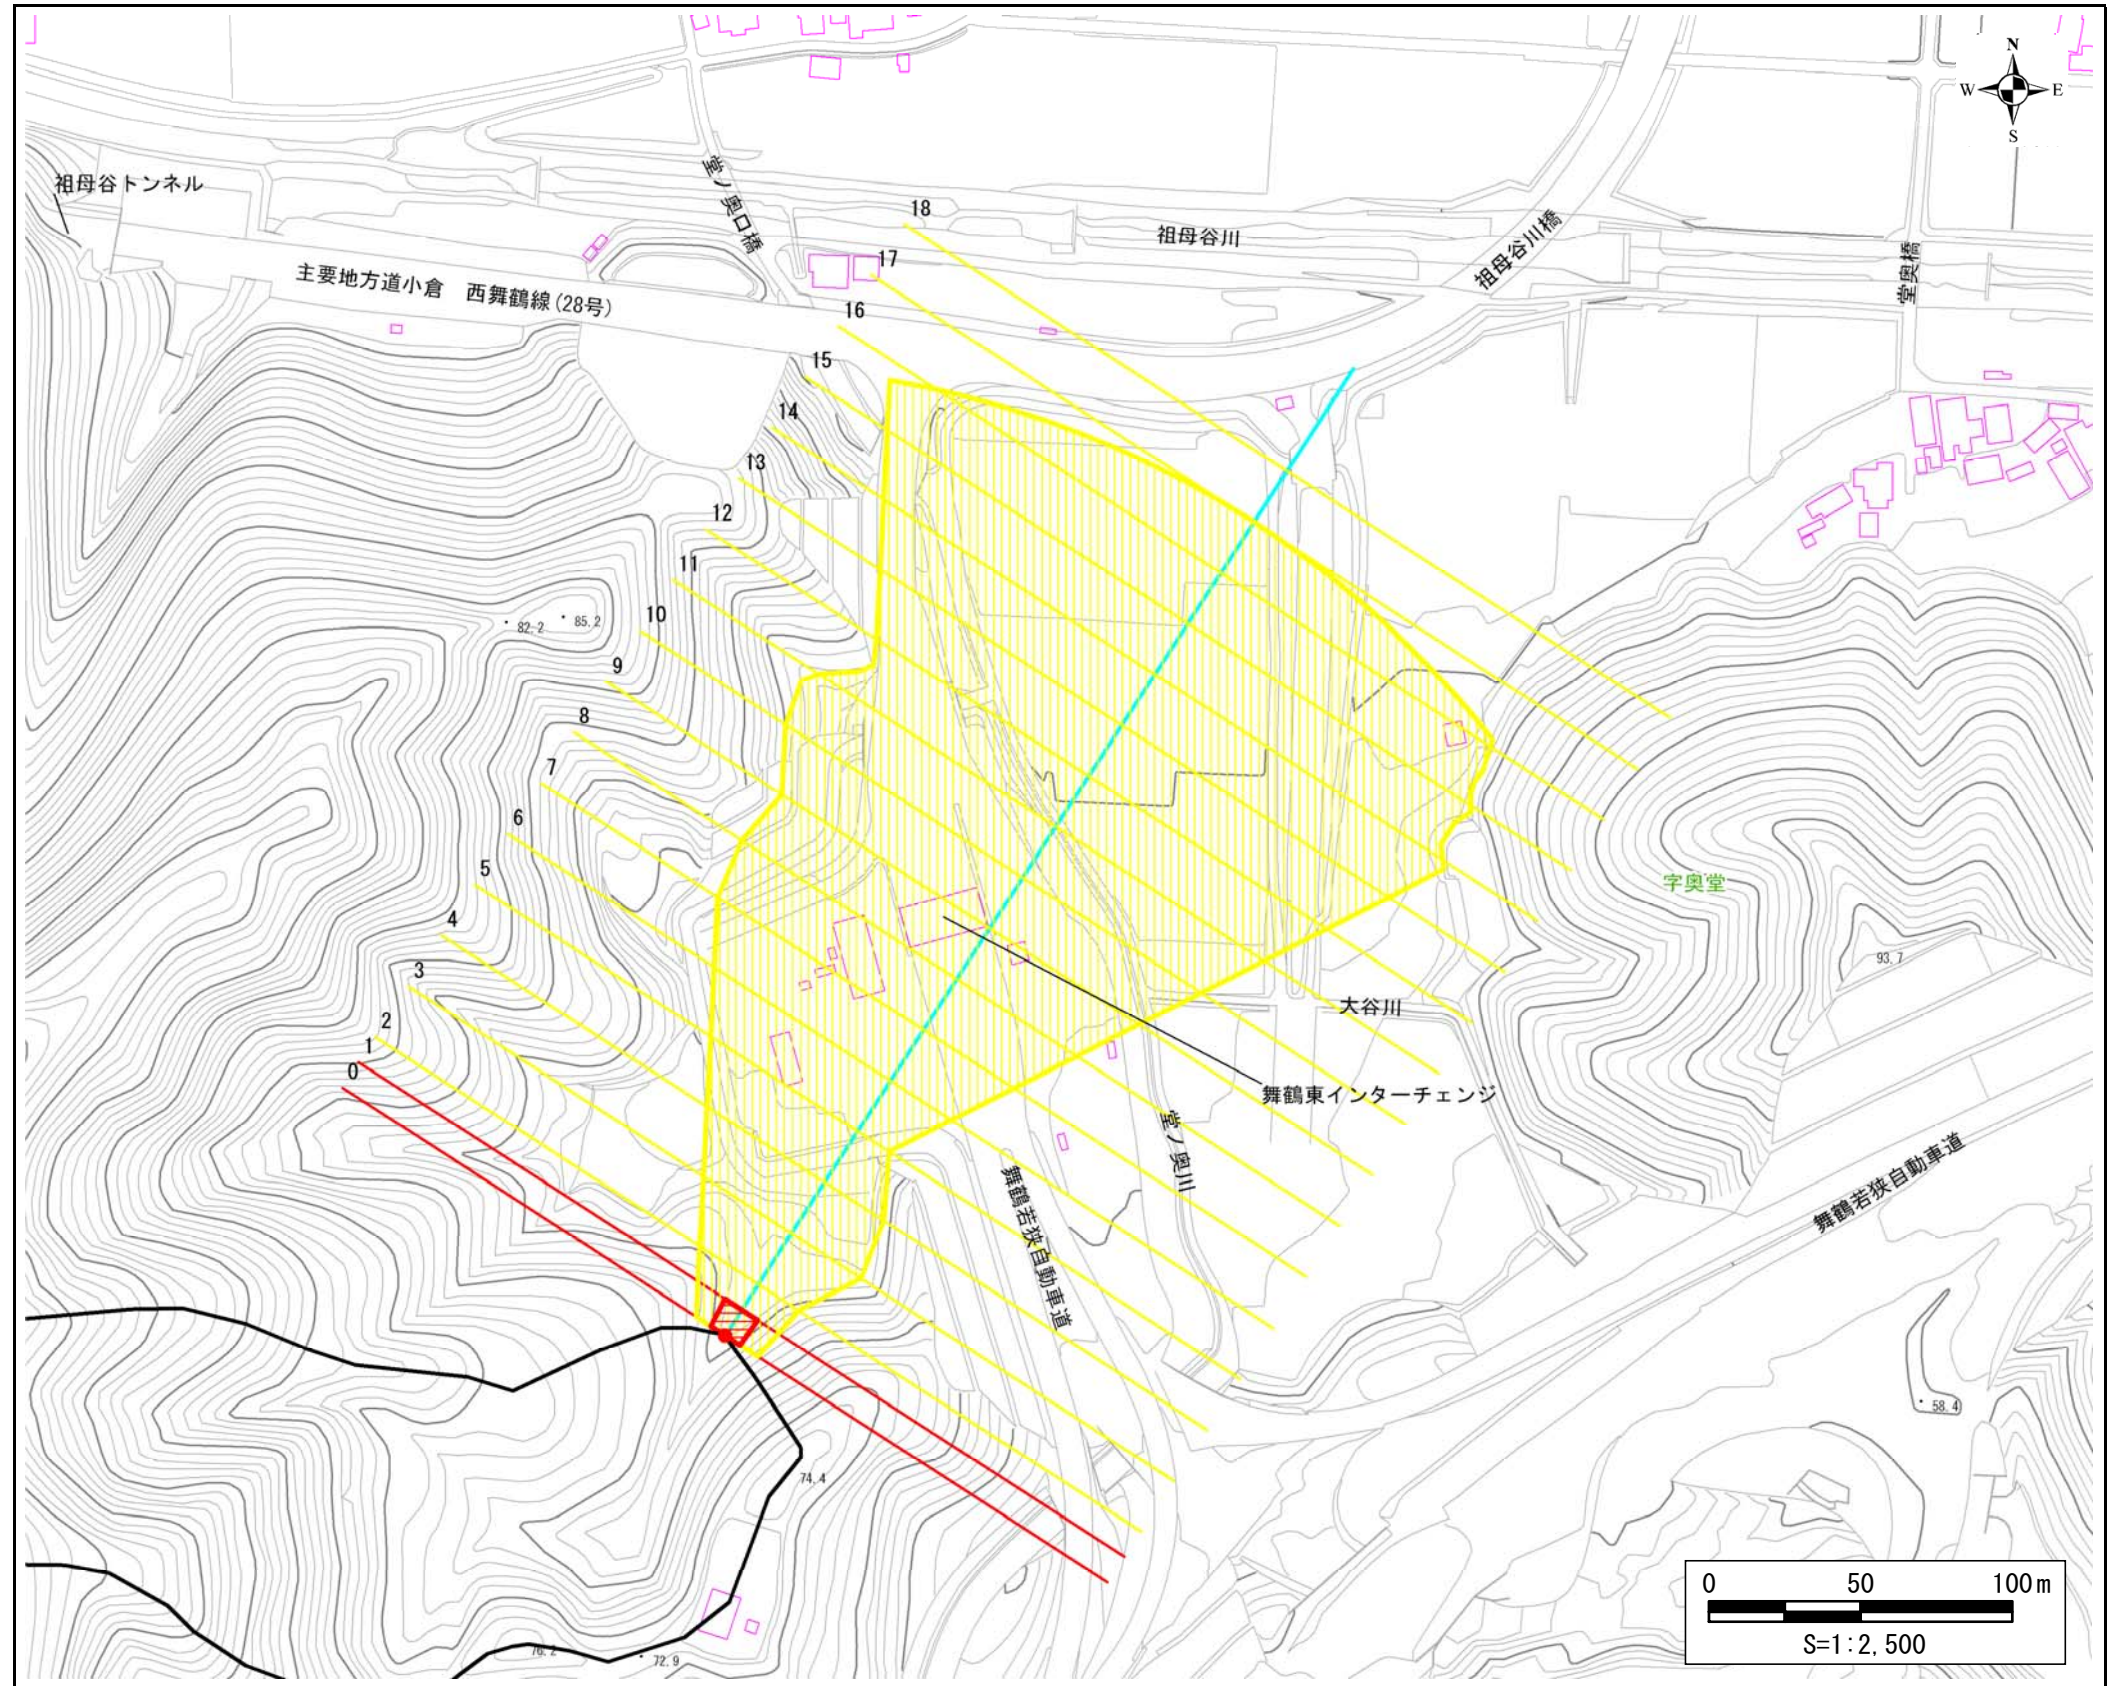 N
W E
S
祖母谷トンネル
堂ノ奥口橋
18
祖母谷川
祖母谷川橋
堂奥橋
17
主要地方道小倉　西舞鶴線(28号)
16
15
14
13
12
11
10
82.2
85.2
9
8
7
6
5
字奥堂
4
93.7
3
大谷川
2
1
0
舞鶴東インターチェンジ
堂ノ奥川
舞鶴若狭自動車道
舞鶴若狭自動車道
58.4
74.4
76.2
72.9
0 50 100m
S=1:2,500